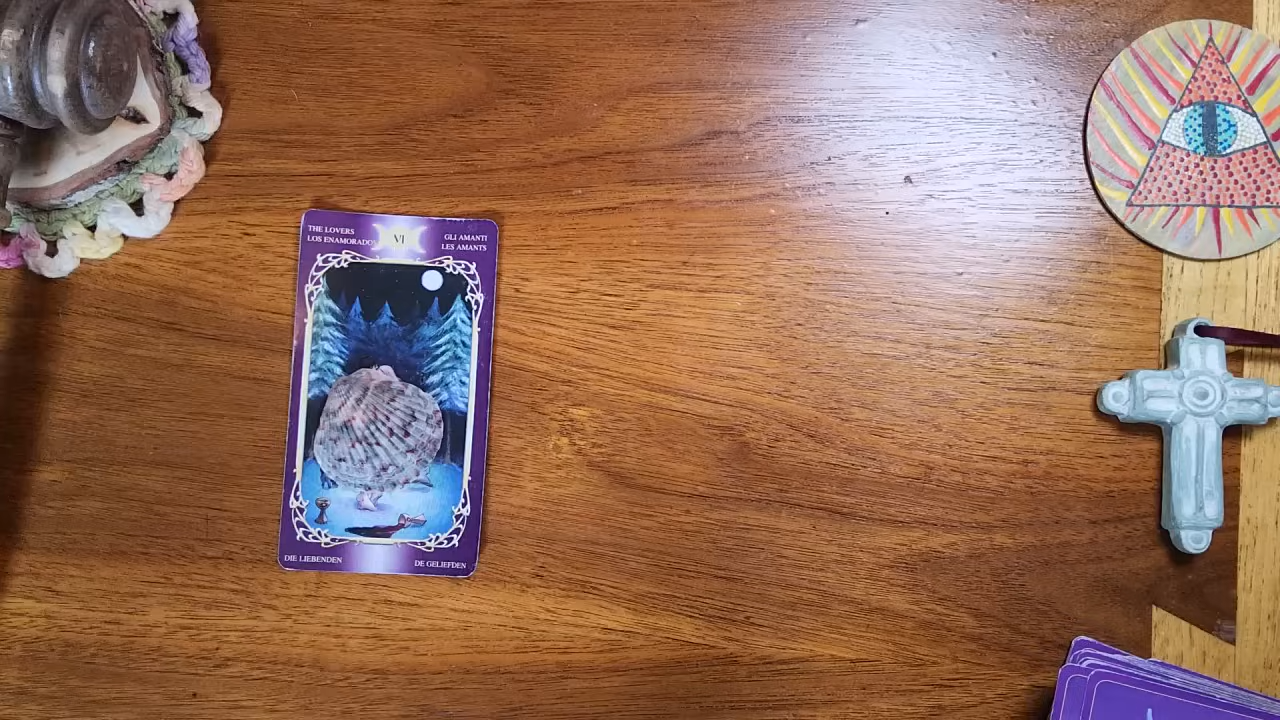 THE LOVERS
LOS ENAMORADOS
VI
GLI AMANTI
LES AMANTS
DIE LIEBENDEN
DE GELIEFDEN